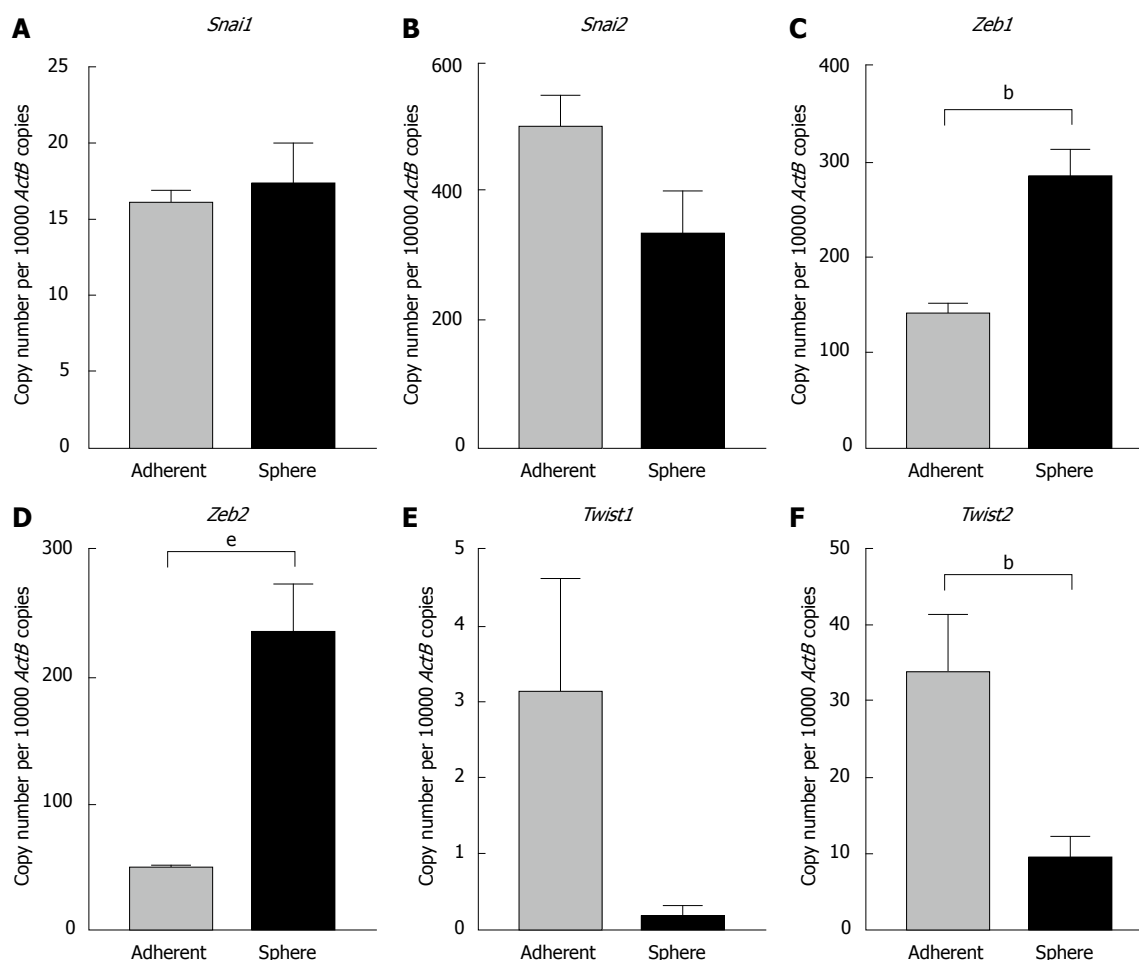 A
Snai1
Copy number per 10000 ActB copies
25
20
15
10
5
0
Adherent Sphere
B
Snai2
Copy number per 10000 ActB copies
600
400
200
0
Adherent Sphere
C
Zeb1
Copy number per 10000 ActB copies
400
300
200
100
0
b
Adherent Sphere
D
Zeb2
Copy number per 10000 ActB copies
300
200
100
0
e
Adherent Sphere
E
Twist1
Copy number per 10000 ActB copies
5
4
3
2
1
0
Adherent Sphere
F
Twist2
Copy number per 10000 ActB copies
50
40
30
20
10
0
b
Adherent Sphere